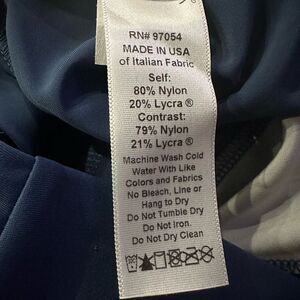 RN# 97054
MADE IN USA
of Italian Fabric
Self:
80% Nylon
20% Lycra ®
Contrast:
79% Nylon
21% Lycra ®
Machine Wash Cold
Water With Like
Colors and Fabrics
No Bleach, Line or
Hang to Dry
Do Not Tumble Dry
Do Not Iron.
Do Not Dry Clean